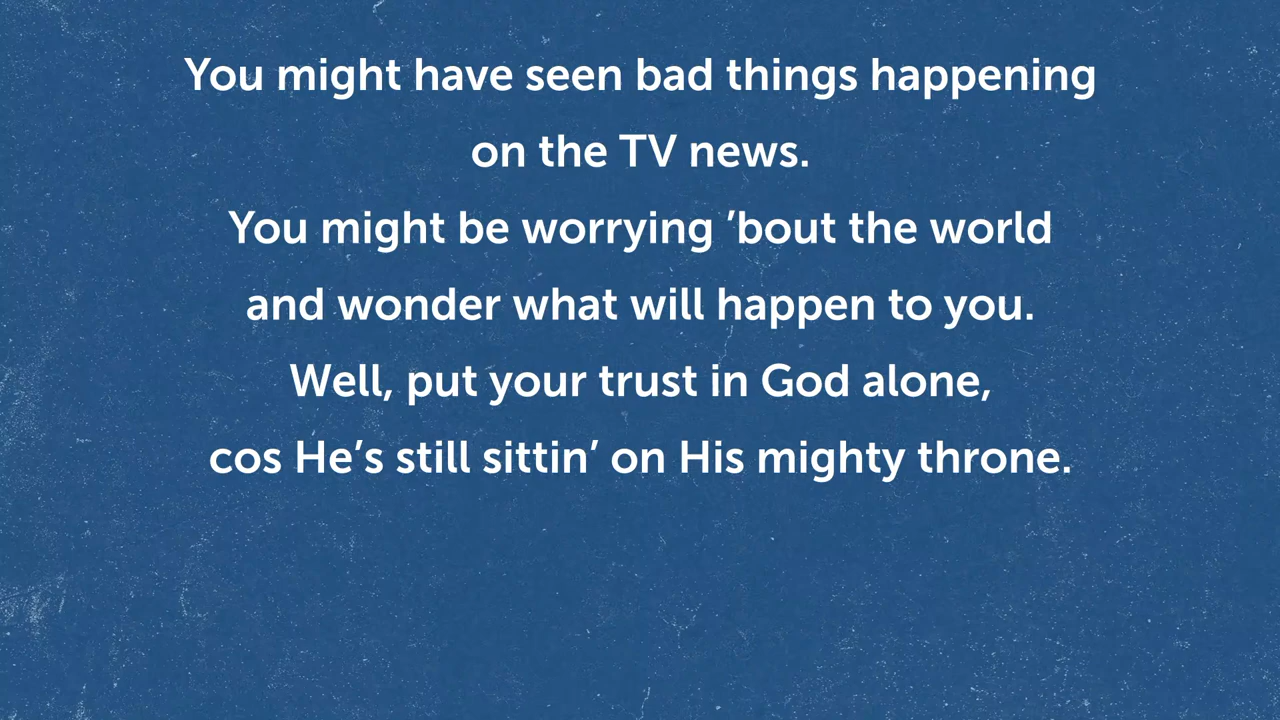 You might have seen bad things happening
on the TV news.
You might be worrying ’bout the world
and wonder what will happen to you.
Well, put your trust in God alone,
cos He’s still sittin’ on His mighty throne.